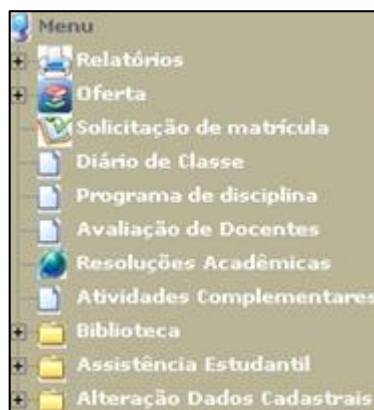 Menu
Relatórios
Oferta
Solicitação de matrícula
Diário de Classe
Programa de disciplina
Avaliação de Docentes
Resoluções Acadêmicas
Atividades Complementares
Biblioteca
Assistência Estudantil
Alteração Dados Cadastrais